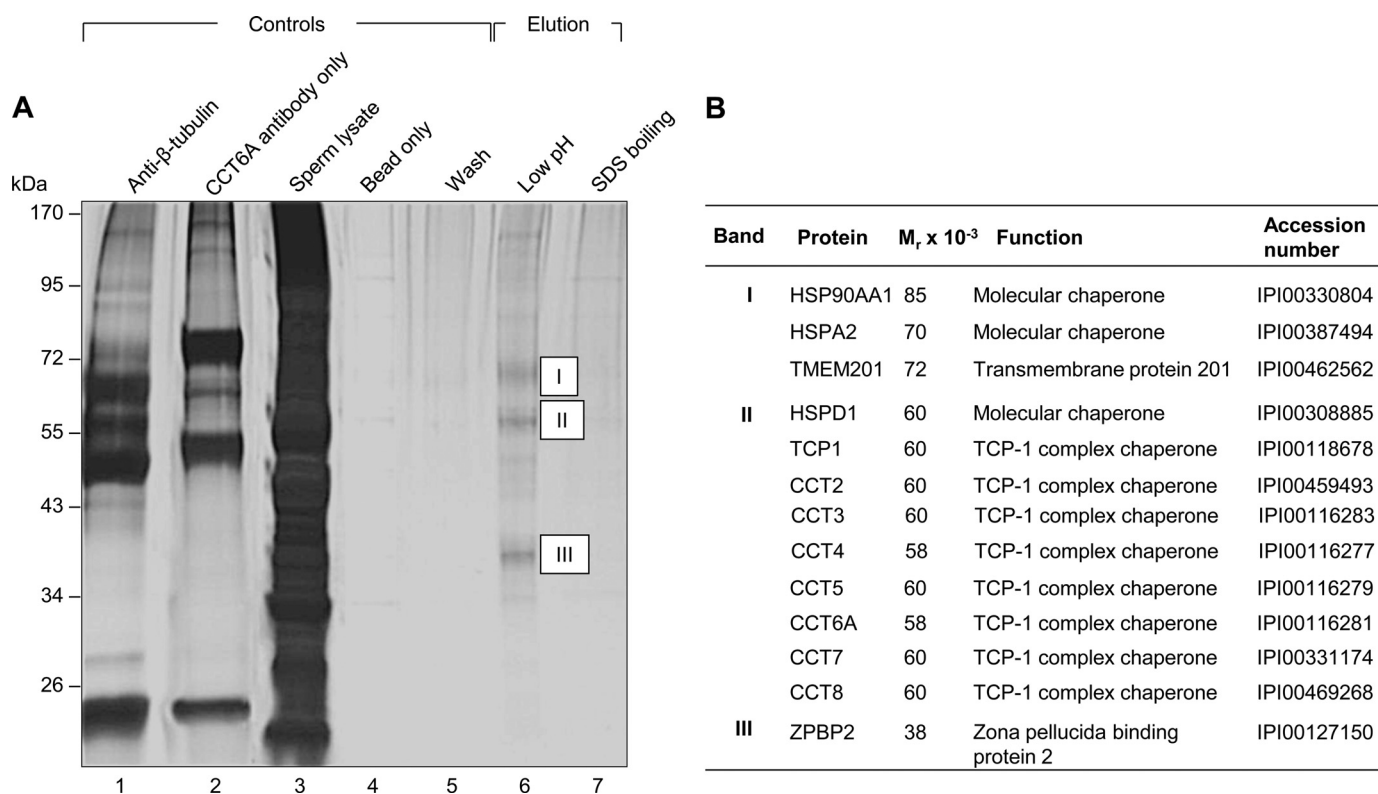 Controls
Elution
A
Anti-β-tubulin
CCT6A antibody only
Sperm lysate
Bead only
Wash
Low pH
SDS boiling
kDa
170
95
72
55
43
34
26
I
II
III
1 2 3 4 5 6 7
B
Band Protein Mr x 10-3 Function Accession number
I HSP90AA1 85 Molecular chaperone IPI00330804
HSPA2 70 Molecular chaperone IPI00387494
TMEM201 72 Transmembrane protein 201 IPI00462562
II HSPD1 60 Molecular chaperone IPI00308885
TCP1 60 TCP-1 complex chaperone IPI00118678
CCT2 60 TCP-1 complex chaperone IPI00459493
CCT3 60 TCP-1 complex chaperone IPI00116283
CCT4 58 TCP-1 complex chaperone IPI00116277
CCT5 60 TCP-1 complex chaperone IPI00116279
CCT6A 58 TCP-1 complex chaperone IPI00116281
CCT7 60 TCP-1 complex chaperone IPI00331174
CCT8 60 TCP-1 complex chaperone IPI00469268
III ZPBP2 38 Zona pellucida binding IPI00127150
protein 2